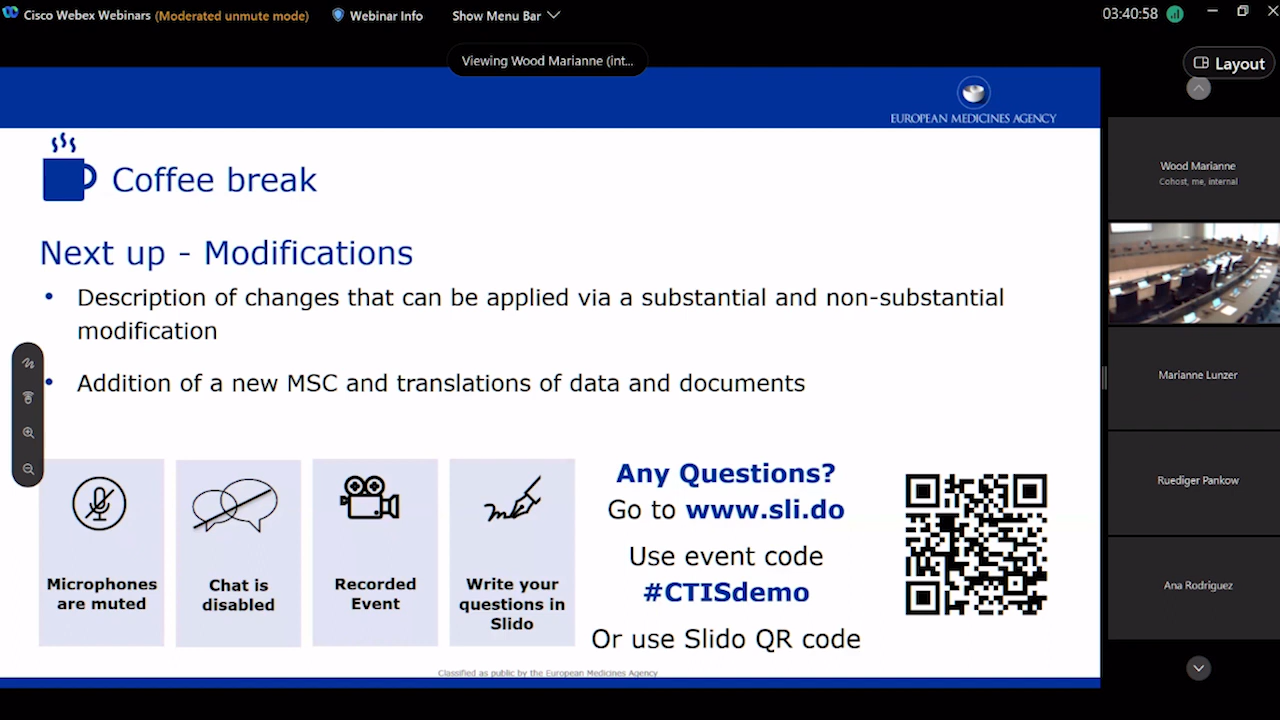 Cisco Webex Webinars (Moderated unmute mode) Webinar Info Show Menu Bar 03:40:58
Viewing Wood Marianne (int...
Layout
EUROPEAN MEDICINES AGENCY
Coffee break
Next up - Modifications
• Description of changes that can be applied via a substantial and non-substantial
modification
• Addition of a new MSC and translations of data and documents
Microphones
are muted
Chat is
disabled
Recorded
Event
Write your
questions in
Slido
Any Questions?
Go to www.sli.do
Use event code
#CTISdemo
Or use Slido QR code
Classified as public by the European Medicines Agency
Wood Marianne
Cohost, me, internal
Marianne Lunzer
Ruediger Pankow
Ana Rodriguez